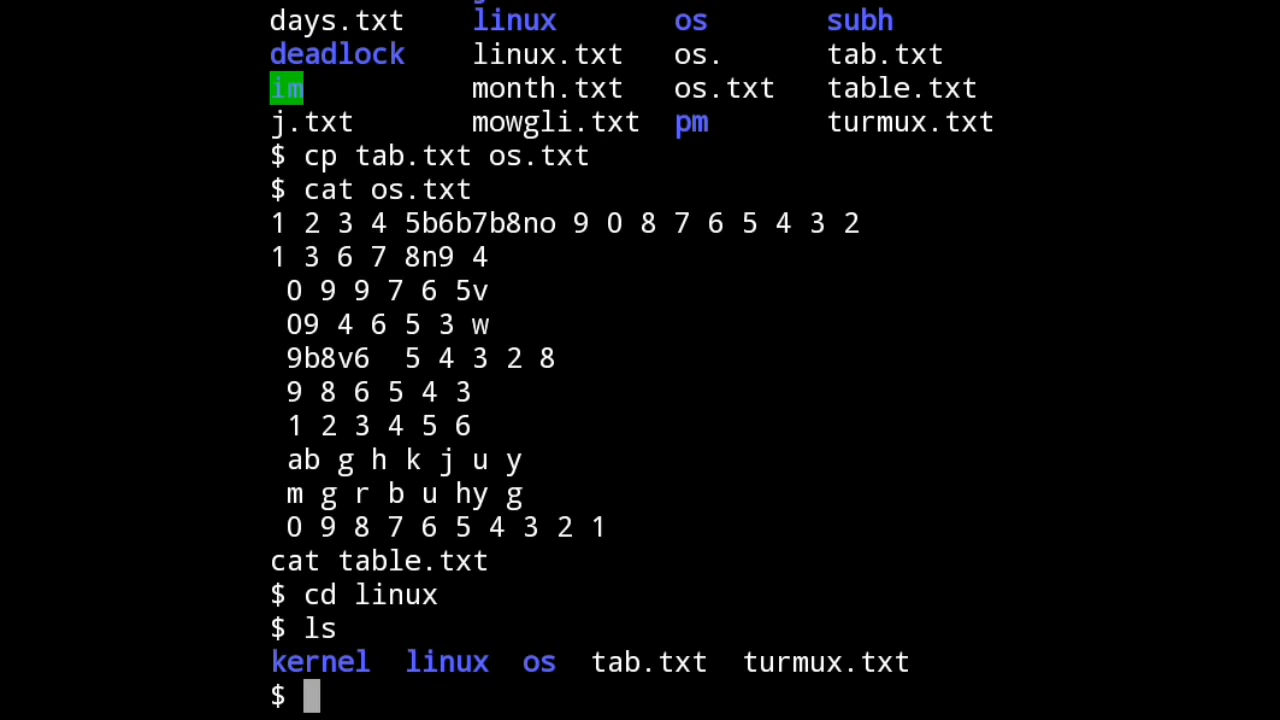 days.txt linux os subh
deadlock linux.txt os. tab.txt
im month.txt os.txt table.txt
j.txt mowgli.txt pm turmux.txt
$ cp tab.txt os.txt
$ cat os.txt
1 2 3 4 5b6b7b8no 9 0 8 7 6 5 4 3 2
1 3 6 7 8n9 4
 0 9 9 7 6 5v
 09 4 6 5 3 w
 9b8v6  5 4 3 2 8
 9 8 6 5 4 3
 1 2 3 4 5 6
 ab g h k j u y
 m g r b u hy g
 0 9 8 7 6 5 4 3 2 1
cat table.txt
$ cd linux
$ ls
kernel linux os tab.txt turmux.txt
$